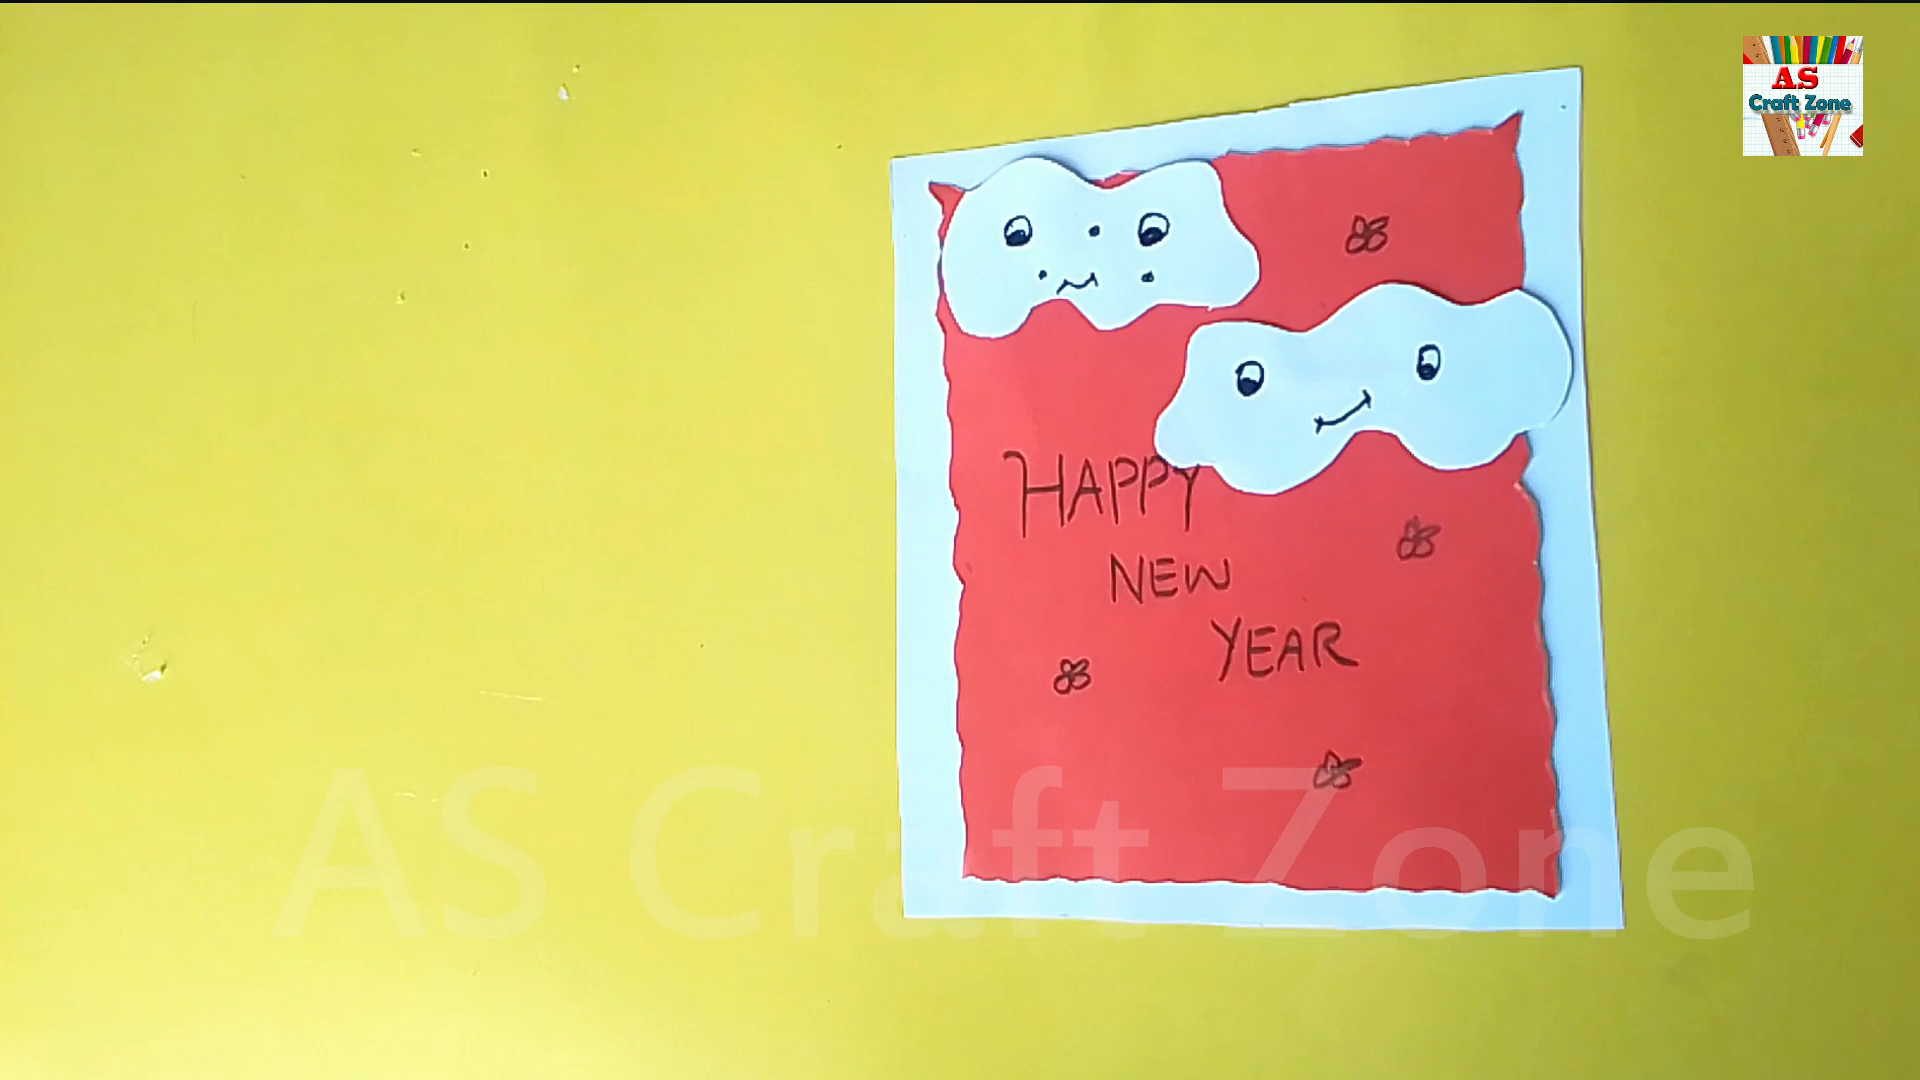 AS
Craft Zone
HAPPY
NEW
YEAR
AS Craft Zone